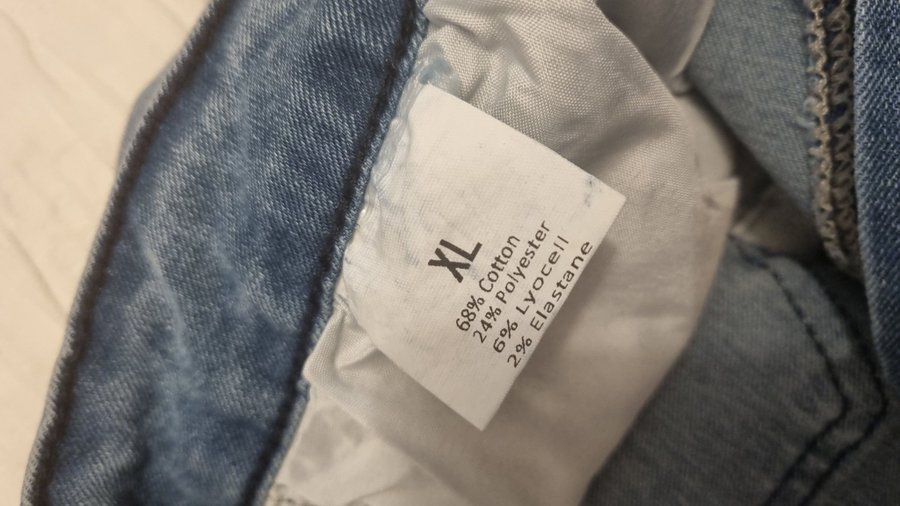 XL
68% Cotton
24% Polyester
6% Lyocell
2% Elastane